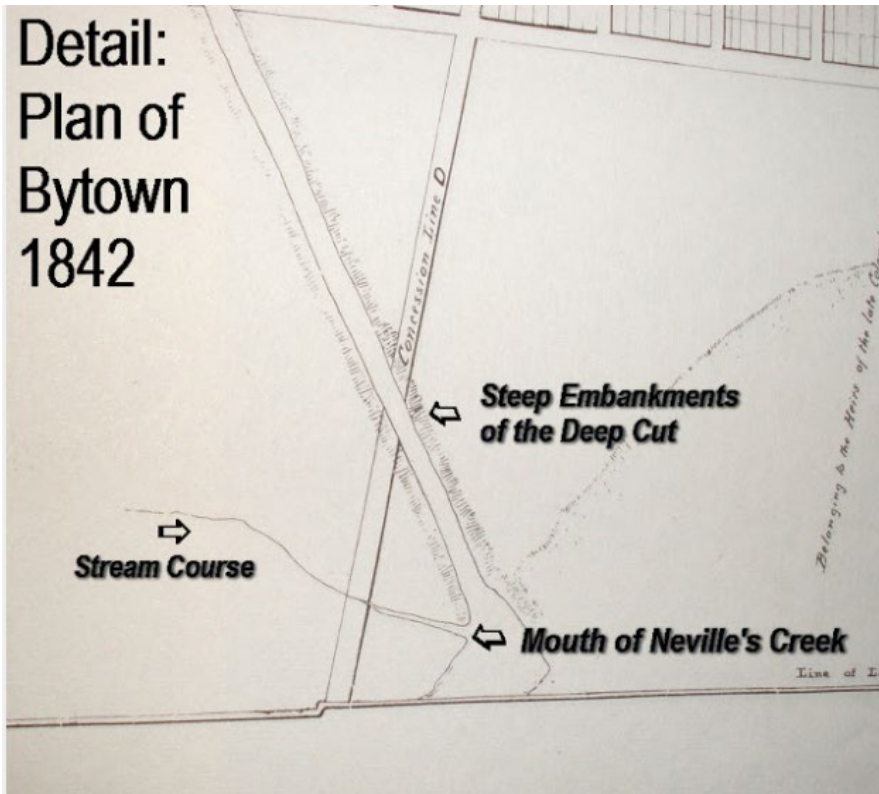 Detail:
Plan of
Bytown
1842
Concession Line D
Steep Embankments
of the Deep Cut
Belonging to the Heirs of the late
Stream Course
Mouth of Neville's Creek
Line of